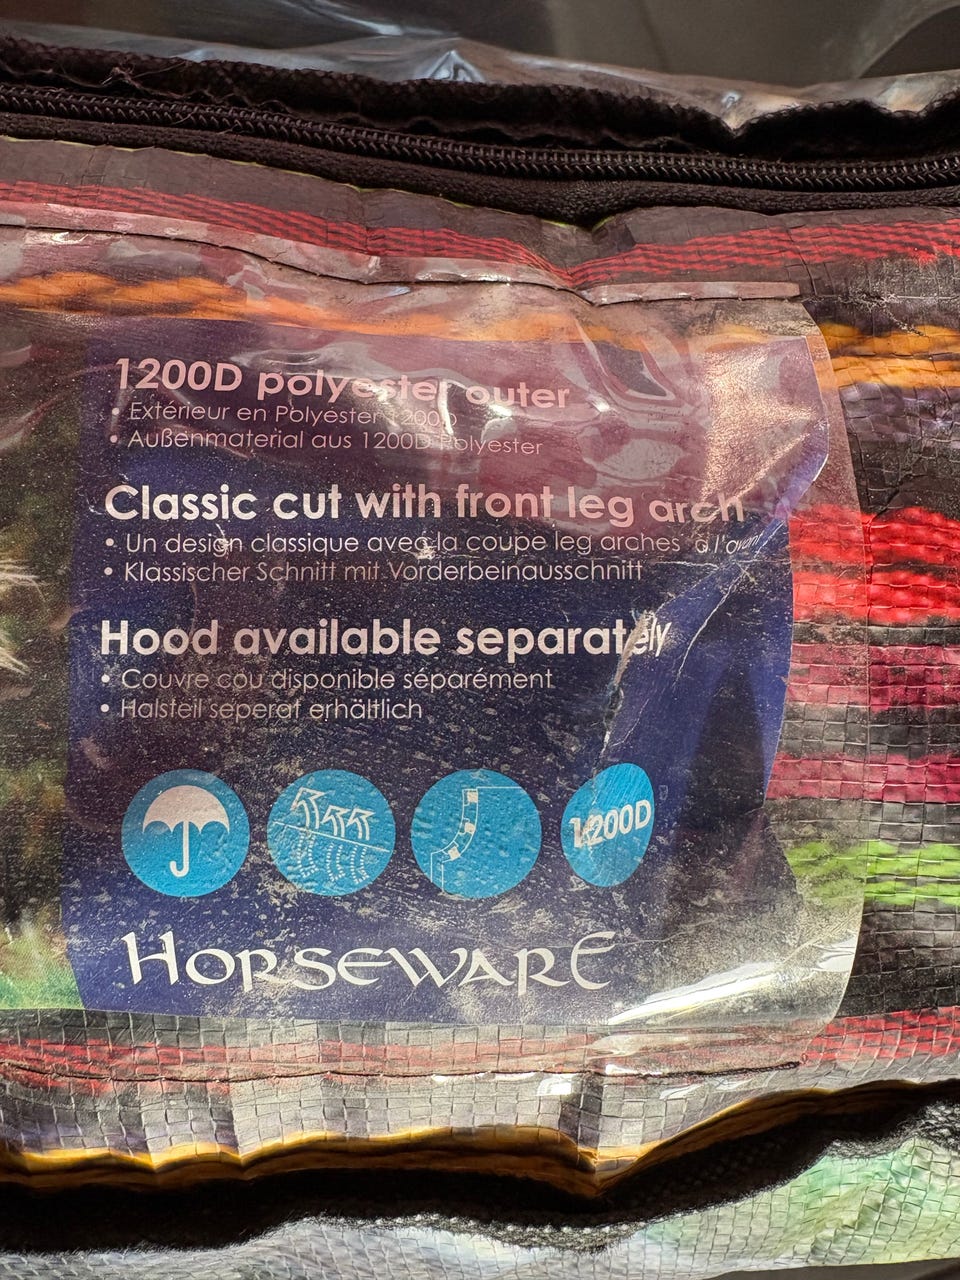 1200D polyester outer
• Extérieur en Polyester 1200D
• Außenmaterial aus 1200D Polyester
Classic cut with front leg arch
• Un design classique avec la coupe leg arches à l'avant
• Klassischer Schnitt mit Vorderbeinausschnitt
Hood available separately
• Couvre cou disponible séparément
• Halsteil seperat erhältlich
1200D
HORSEWARE